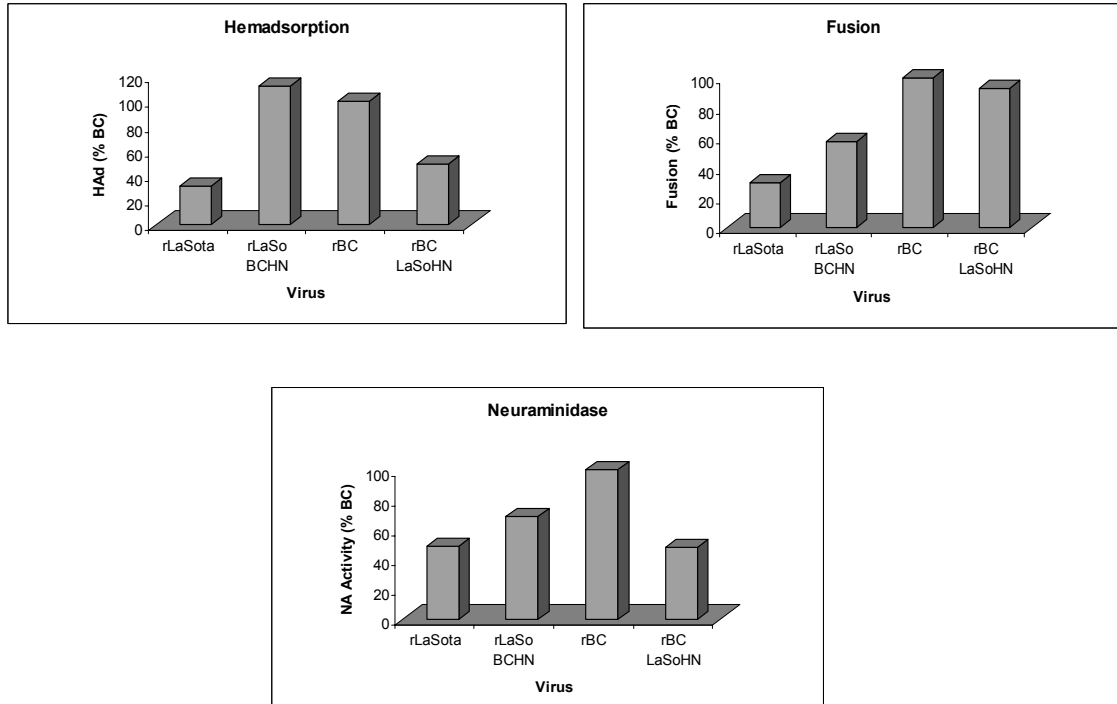 Hemadsorption
HAd (% BC)
120
100
80
60
40
20
0
rLaSota
rLaSo
BCHN
rBC
rBC
LaSoHN
Virus
Fusion
Fusion (% BC)
100
80
60
40
20
0
rLaSota
rLaSo
BCHN
rBC
rBC
LaSoHN
Virus
Neuraminidase
NA Activity (% BC)
100
80
60
40
20
0
rLaSota
rLaSo
BCHN
rBC
rBC
LaSoHN
Virus